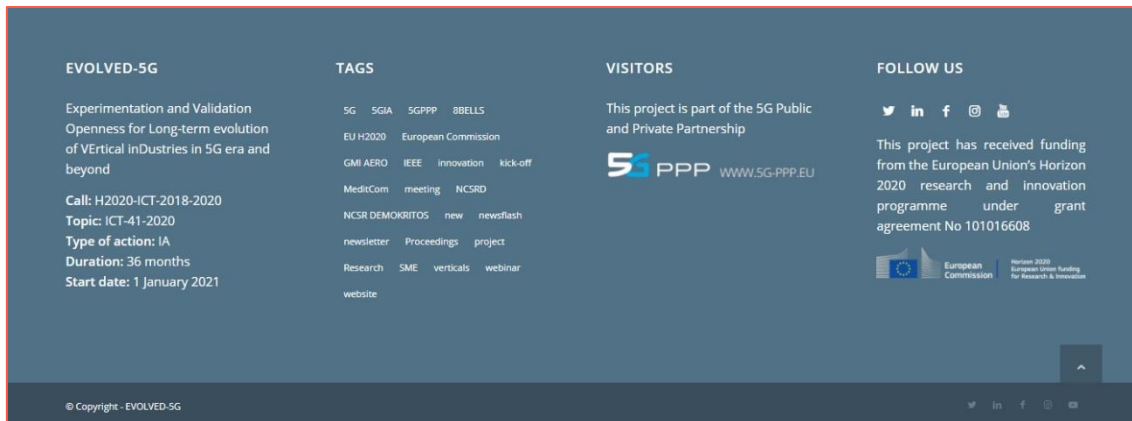 EVOLVED-5G
Experimentation and Validation
Openness for Long-term evolution
of VErtical inDustries in 5G era and
beyond
Call: H2020-ICT-2018-2020
Topic: ICT-41-2020
Type of action: IA
Duration: 36 months
Start date: 1 January 2021
TAGS
5G 5GIA 5GPPP 8BELLS
EU H2020 European Commission
GMI AERO IEEE innovation kick-off
MeditCom meeting NCSRD
NCSR DEMOKRITOS new newsflash
newsletter Proceedings project
Research SME verticals webinar
website
VISITORS
This project is part of the 5G Public
and Private Partnership
5G PPP WWW.5G-PPP.EU
FOLLOW US
This project has received funding
from the European Union's Horizon
2020 research and innovation
programme under grant
agreement No 101016608
European
Commission
Horizon 2020
European Union funding
for Research & Innovation
© Copyright - EVOLVED-5G